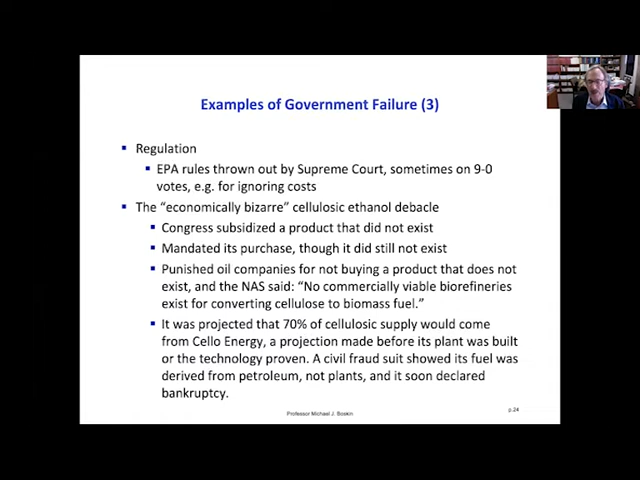 Examples of Government Failure (3)
▪ Regulation
▪ EPA rules thrown out by Supreme Court, sometimes on 9-0
votes, e.g. for ignoring costs
▪ The “economically bizarre” cellulosic ethanol debacle
▪ Congress subsidized a product that did not exist
▪ Mandated its purchase, though it did still not exist
▪ Punished oil companies for not buying a product that does not
exist, and the NAS said: “No commercially viable biorefineries
exist for converting cellulose to biomass fuel.”
▪ It was projected that 70% of cellulosic supply would come
from Cello Energy, a projection made before its plant was built
or the technology proven. A civil fraud suit showed its fuel was
derived from petroleum, not plants, and it soon declared
bankruptcy.
Professor Michael J. Boskin
p.24